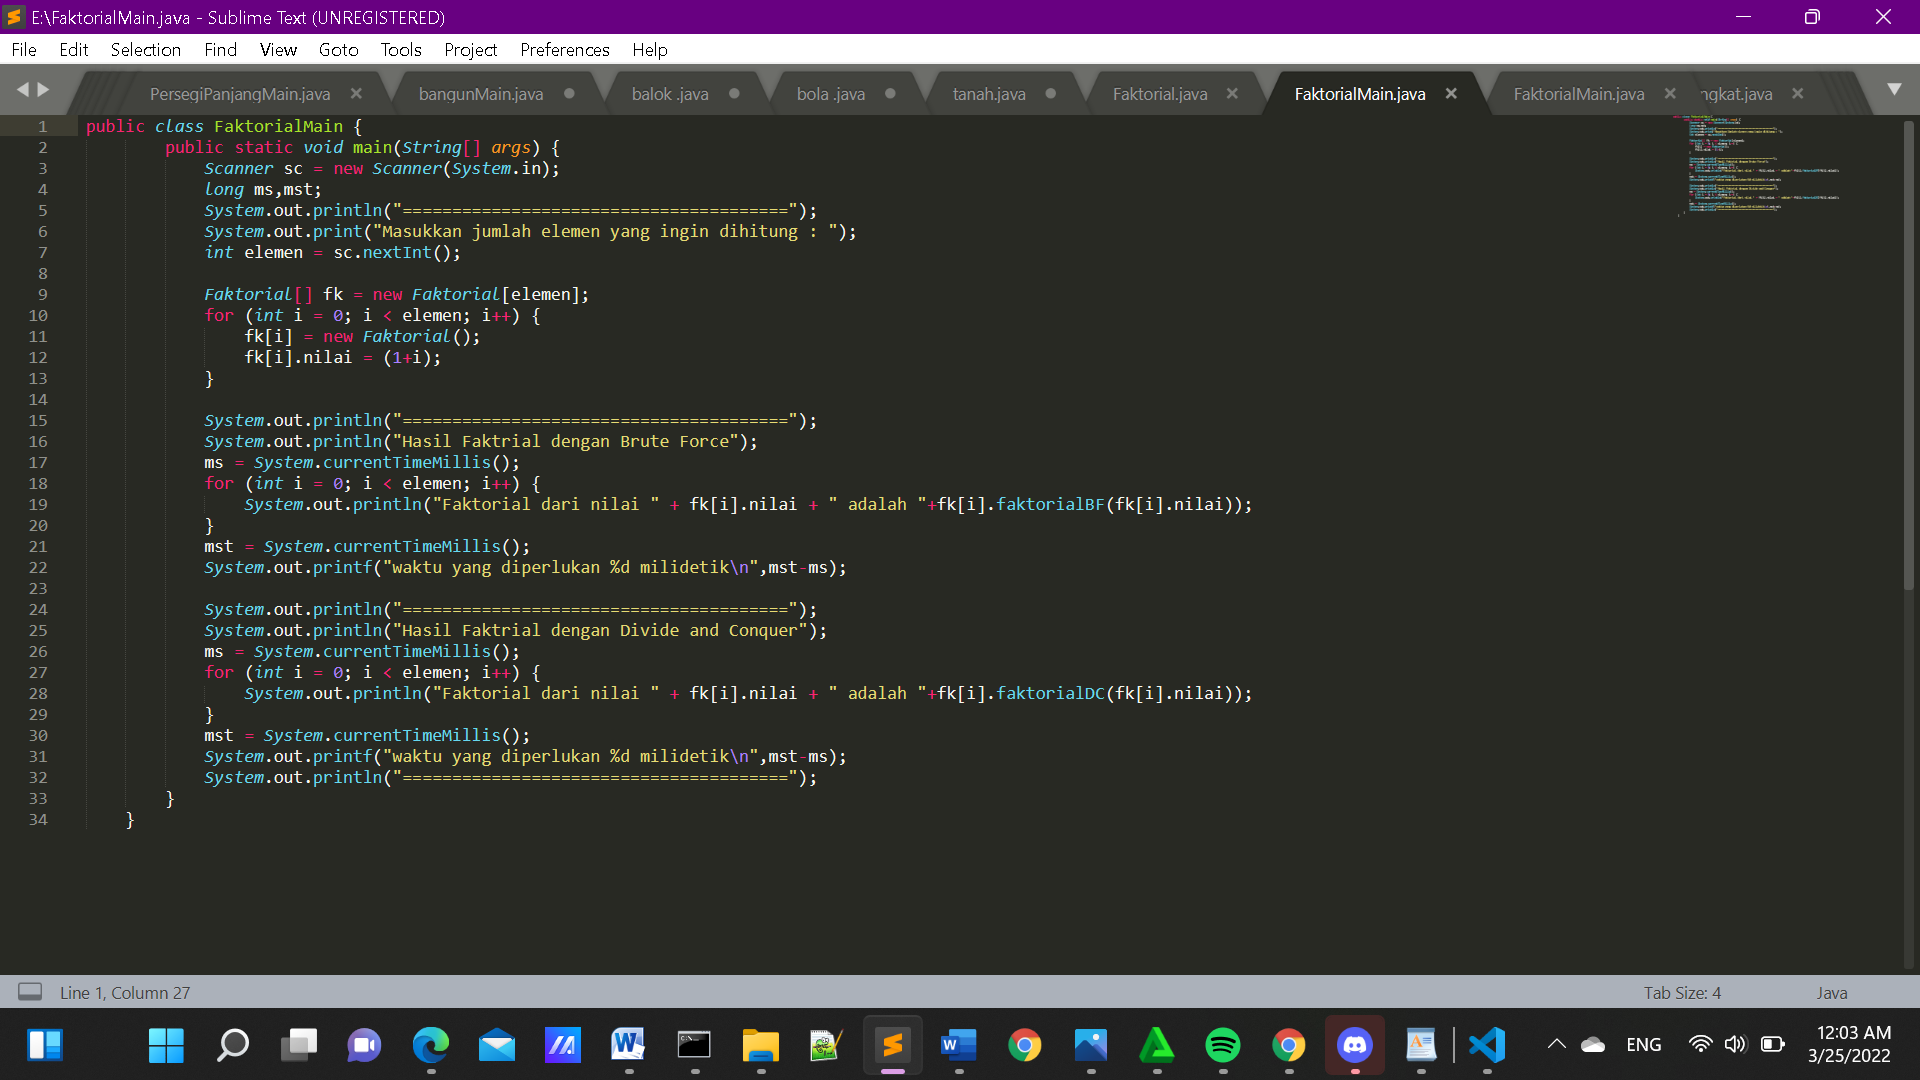 E:\FaktorialMain.java - Sublime Text (UNREGISTERED)
File Edit Selection Find View Goto Tools Project Preferences Help
PersegiPanjangMain.java bangunMain.java balok .java bola .java tanah.java Faktorial.java FaktorialMain.java FaktorialMain.java ngkat.java
1 public class FaktorialMain {
2 public static void main(String[] args) {
3 Scanner sc = new Scanner(System.in);
4 long ms,mst;
5 System.out.println("=======================================");
6 System.out.print("Masukkan jumlah elemen yang ingin dihitung : ");
7 int elemen = sc.nextInt();
8
9 Faktorial[] fk = new Faktorial[elemen];
10 for (int i = 0; i < elemen; i++) {
11 fk[i] = new Faktorial();
12 fk[i].nilai = (1+i);
13 }
14
15 System.out.println("=======================================");
16 System.out.println("Hasil Faktrial dengan Brute Force");
17 ms = System.currentTimeMillis();
18 for (int i = 0; i < elemen; i++) {
19 System.out.println("Faktorial dari nilai " + fk[i].nilai + " adalah "+fk[i].faktorialBF(fk[i].nilai));
20 }
21 mst = System.currentTimeMillis();
22 System.out.printf("waktu yang diperlukan %d milidetik\n",mst-ms);
23
24 System.out.println("=======================================");
25 System.out.println("Hasil Faktrial dengan Divide and Conquer");
26 ms = System.currentTimeMillis();
27 for (int i = 0; i < elemen; i++) {
28 System.out.println("Faktorial dari nilai " + fk[i].nilai + " adalah "+fk[i].faktorialDC(fk[i].nilai));
29 }
30 mst = System.currentTimeMillis();
31 System.out.printf("waktu yang diperlukan %d milidetik\n",mst-ms);
32 System.out.println("=======================================");
33 }
34 }
Line 1, Column 27 Tab Size: 4 Java
ENG 12:03 AM
3/25/2022